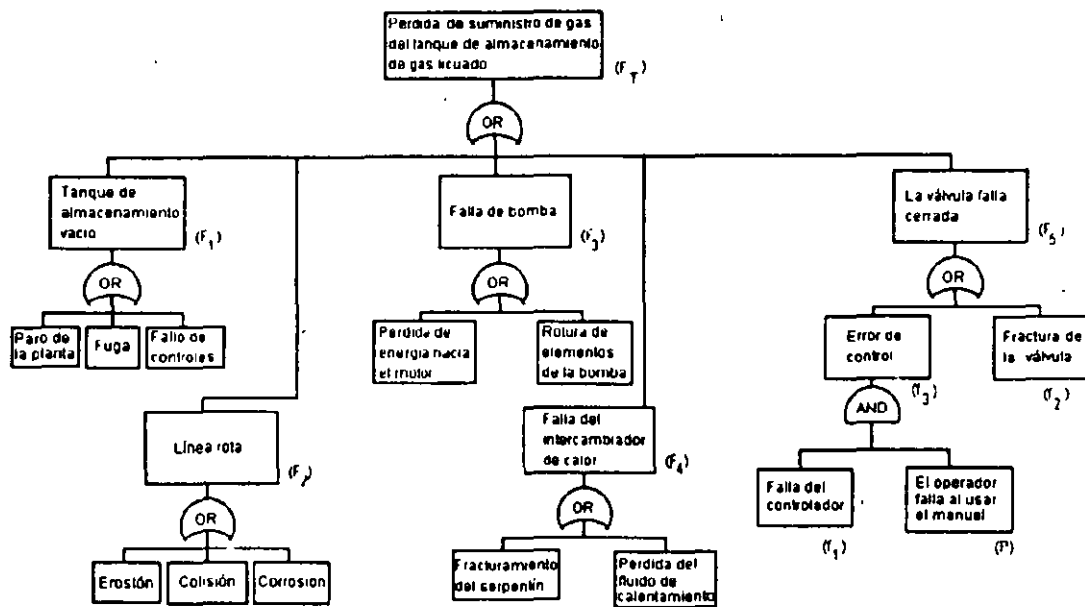 Perdida de suministro de gas
del tanque de almacenamiento
de gas licuado
(F_T)
OR
Tanque de
almacenamiento
vacio
(F_1)
OR
Paro de
la planta
Fuga
Fallo de
controles
Línea rota
OR
Erosión
Colisión
Corrosion
Falla de bomba
(F_3)
OR
Perdida de
energia hacia
el motor
Rotura de
elementos
de la bomba
Falla del
intercambiador
de calor
(F_4)
OR
Fracturamiento
del serpentín
Perdida del
fluido de
calentamiento
La válvula falla
cerrada
(F_5)
OR
Error de
control
(f_3)
Fractura de
la válvula
(f_2)
AND
Falla del
controlador
(f_1)
El operador
falla al usar
el manual
(P)